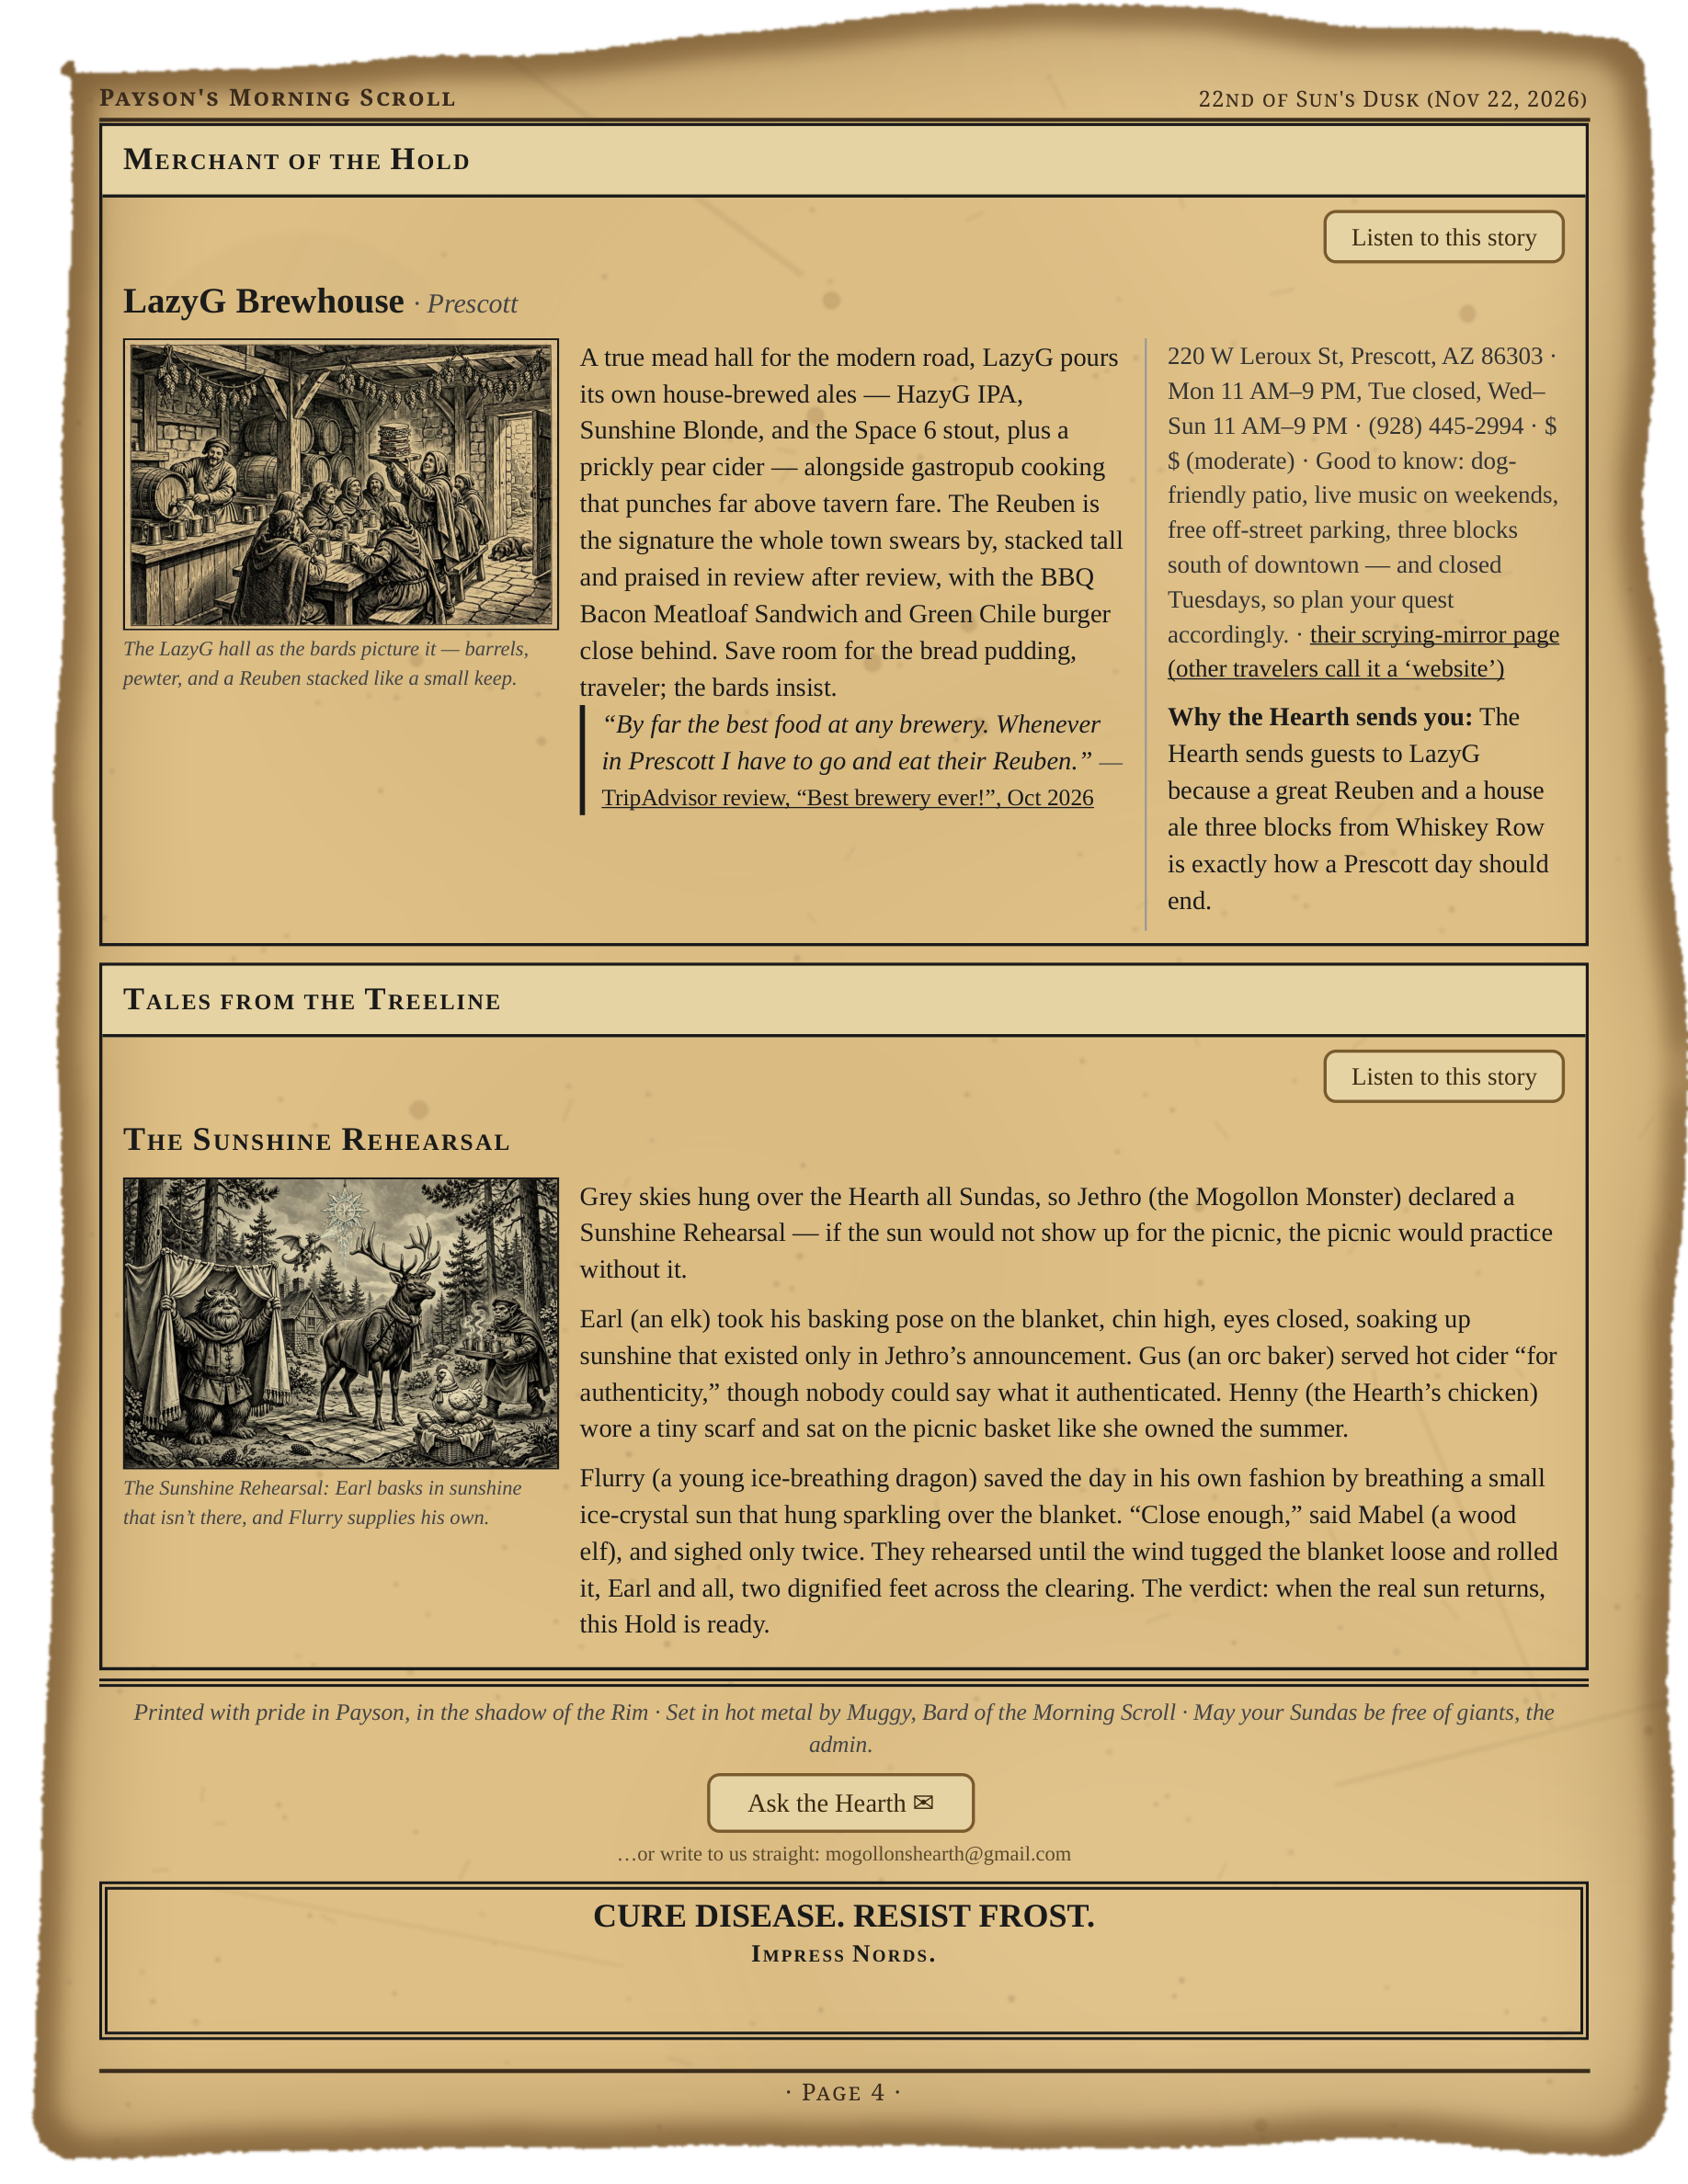 Payson's Morning Scroll
22nd of Sun's Dusk (Nov 22, 2026)
Merchant of the Hold
Listen to this story
LazyG Brewhouse · Prescott
The LazyG hall as the bards picture it — barrels,
pewter, and a Reuben stacked like a small keep.
A true mead hall for the modern road, LazyG pours
its own house-brewed ales — HazyG IPA,
Sunshine Blonde, and the Space 6 stout, plus a
prickly pear cider — alongside gastropub cooking
that punches far above tavern fare. The Reuben is
the signature the whole town swears by, stacked tall
and praised in review after review, with the BBQ
Bacon Meatloaf Sandwich and Green Chile burger
close behind. Save room for the bread pudding,
traveler; the bards insist.
“By far the best food at any brewery. Whenever
in Prescott I have to go and eat their Reuben.” —
TripAdvisor review, “Best brewery ever!”, Oct 2026
220 W Leroux St, Prescott, AZ 86303 ·
Mon 11 AM–9 PM, Tue closed, Wed–
Sun 11 AM–9 PM · (928) 445-2994 · $
$ (moderate) · Good to know: dog-
friendly patio, live music on weekends,
free off-street parking, three blocks
south of downtown — and closed
Tuesdays, so plan your quest
accordingly. · their scrying-mirror page
(other travelers call it a ‘website’)
Why the Hearth sends you: The
Hearth sends guests to LazyG
because a great Reuben and a house
ale three blocks from Whiskey Row
is exactly how a Prescott day should
end.
Tales from the Treeline
Listen to this story
The Sunshine Rehearsal
The Sunshine Rehearsal: Earl basks in sunshine
that isn’t there, and Flurry supplies his own.
Grey skies hung over the Hearth all Sundas, so Jethro (the Mogollon Monster) declared a
Sunshine Rehearsal — if the sun would not show up for the picnic, the picnic would practice
without it.
Earl (an elk) took his basking pose on the blanket, chin high, eyes closed, soaking up
sunshine that existed only in Jethro’s announcement. Gus (an orc baker) served hot cider “for
authenticity,” though nobody could say what it authenticated. Henny (the Hearth’s chicken)
wore a tiny scarf and sat on the picnic basket like she owned the summer.
Flurry (a young ice-breathing dragon) saved the day in his own fashion by breathing a small
ice-crystal sun that hung sparkling over the blanket. “Close enough,” said Mabel (a wood
elf), and sighed only twice. They rehearsed until the wind tugged the blanket loose and rolled
it, Earl and all, two dignified feet across the clearing. The verdict: when the real sun returns,
this Hold is ready.
Printed with pride in Payson, in the shadow of the Rim · Set in hot metal by Muggy, Bard of the Morning Scroll · May your Sundas be free of giants, the
admin.
Ask the Hearth ✉
…or write to us straight: mogollonshearth@gmail.com
CURE DISEASE. RESIST FROST.
Impress Nords.
· Page 4 ·